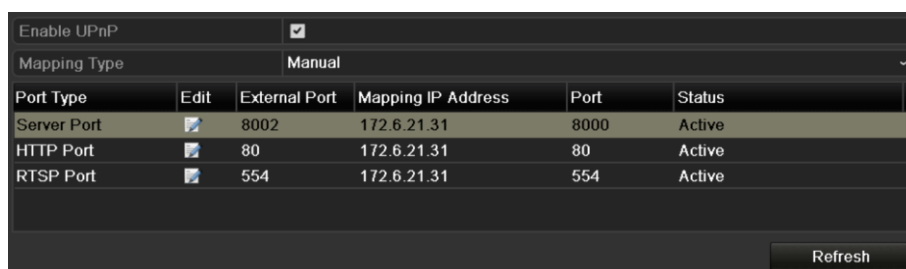 Enable UPnP
Mapping Type Manual
Port Type Edit External Port Mapping IP Address Port Status
Server Port 8002 172.6.21.31 8000 Active
HTTP Port 80 172.6.21.31 80 Active
RTSP Port 554 172.6.21.31 554 Active
Refresh